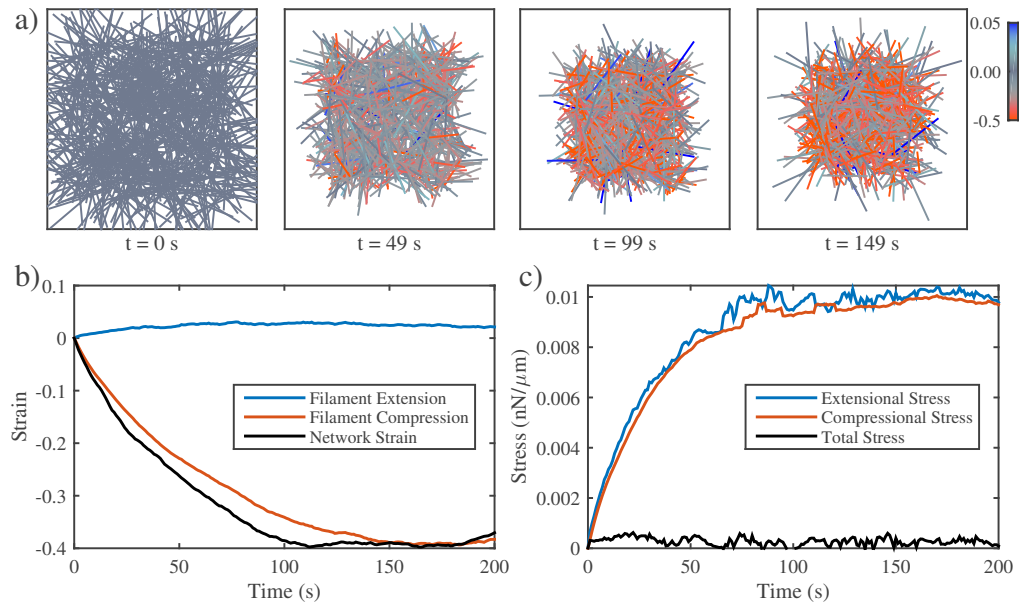 a)
0.05
0.00
-0.5
t = 0 s
t = 49 s
t = 99 s
t = 149 s
b)
0.1
0
-0.1
-0.2
-0.3
-0.4
Strain
Filament Extension
Filament Compression
Network Strain
0
50
100
150
200
Time (s)
c)
0.01
0.008
0.006
0.004
0.002
0
Stress (nN/μm)
Extensional Stress
Compressional Stress
Total Stress
0
50
100
150
200
Time (s)